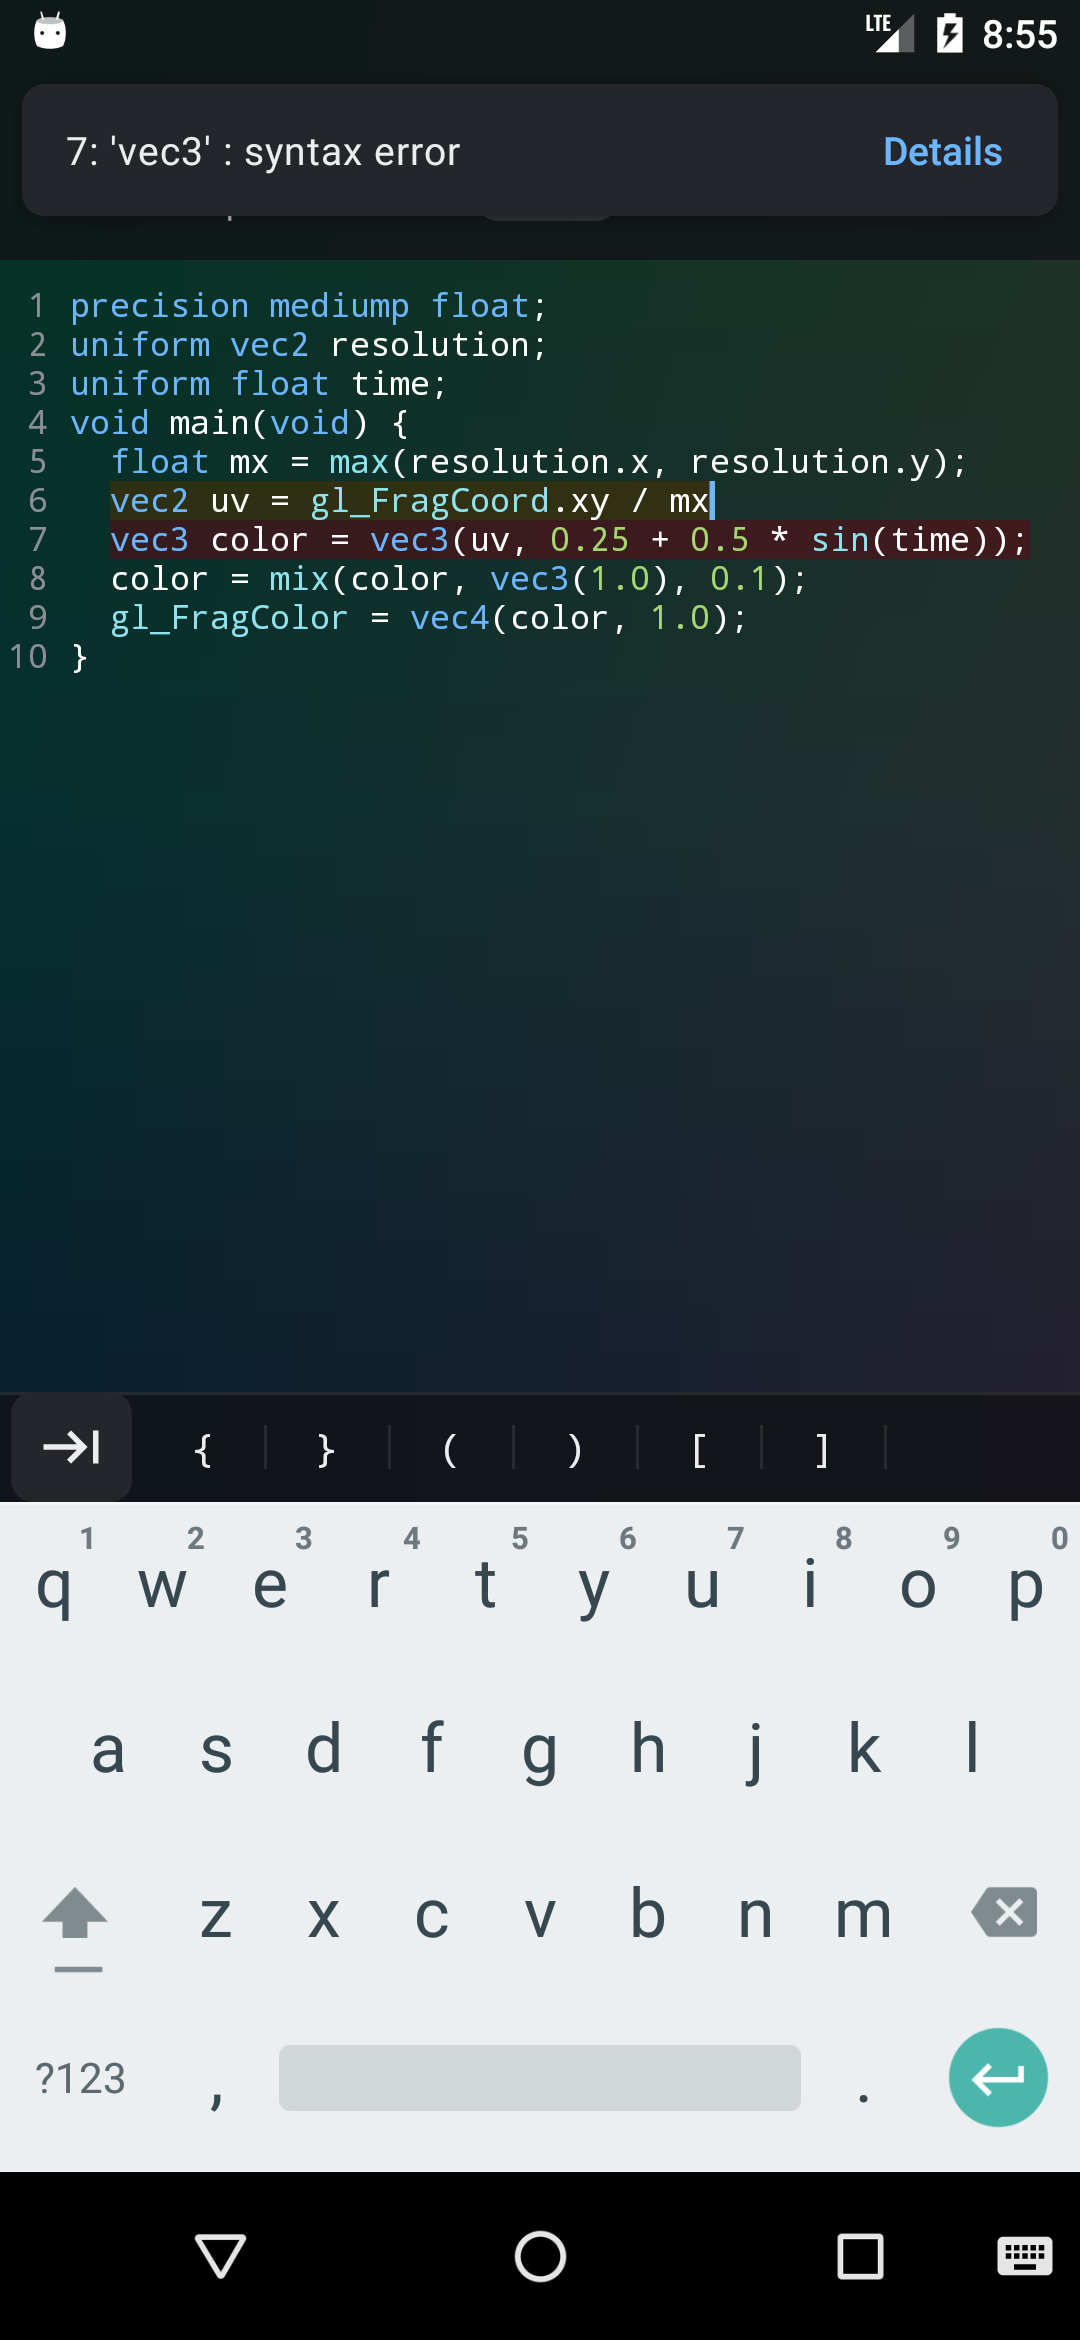 LTE 8:55
7: 'vec3' : syntax error Details
1 precision mediump float;
2 uniform vec2 resolution;
3 uniform float time;
4 void main(void) {
5 float mx = max(resolution.x, resolution.y);
6 vec2 uv = gl_FragCoord.xy / mx
7 vec3 color = vec3(uv, 0.25 + 0.5 * sin(time));
8 color = mix(color, vec3(1.0), 0.1);
9 gl_FragColor = vec4(color, 1.0);
10 }
{ } ( ) [ ]
1 2 3 4 5 6 7 8 9 0
q w e r t y u i o p
a s d f g h j k l
z x c v b n m
?123 , .